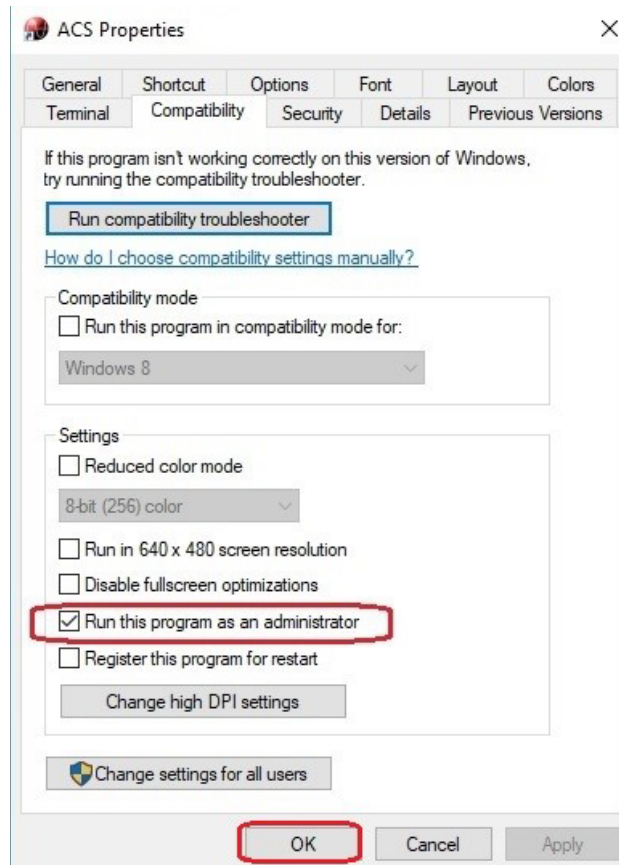 ACS Properties
General Shortcut Options Font Layout Colors
Terminal Compatibility Security Details Previous Versions
If this program isn't working correctly on this version of Windows,
try running the compatibility troubleshooter.
Run compatibility troubleshooter
How do I choose compatibility settings manually?
Compatibility mode
Run this program in compatibility mode for:
Windows 8
Settings
Reduced color mode
8-bit (256) color
Run in 640 x 480 screen resolution
Disable fullscreen optimizations
Run this program as an administrator
Register this program for restart
Change high DPI settings
Change settings for all users
OK Cancel Apply